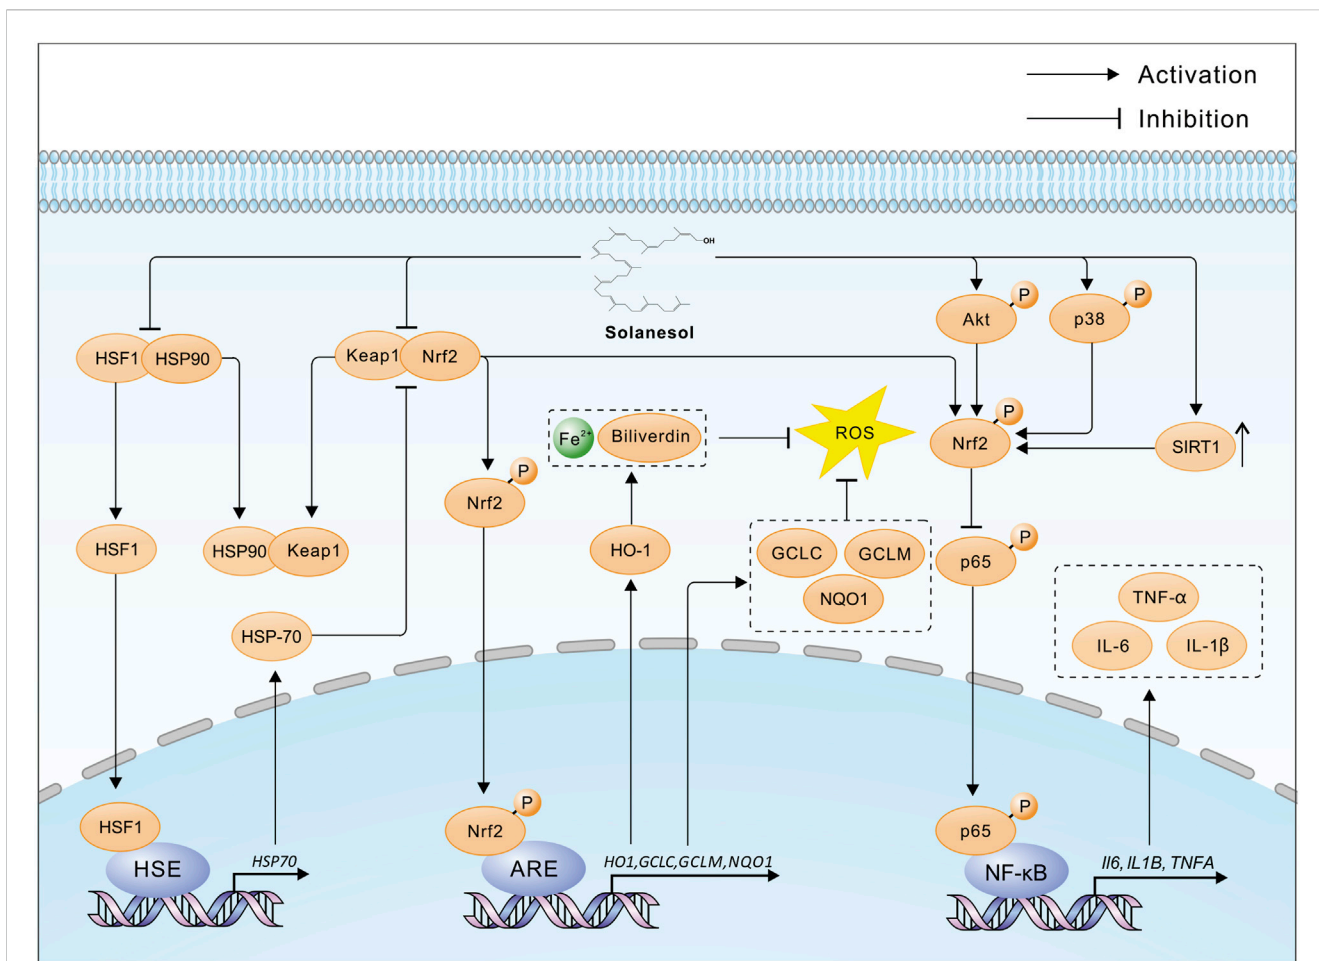 Activation
Inhibition
OH
Solanesol
P
P
Akt
p38
HSF1 HSP90
Keap1 Nrf2
P
Fe2+ Biliverdin
ROS
Nrf2
SIRT1
P
Nrf2
P
HSF1
HSP90 Keap1
HO-1
GCLC GCLM
p65
NQO1
TNF-α
HSP-70
IL-6 IL-1β
P
P
HSF1
Nrf2
p65
HSE
HSP70
ARE
HO1,GCLC,GCLM,NQO1
NF-κB
Il6, IL1B, TNFA